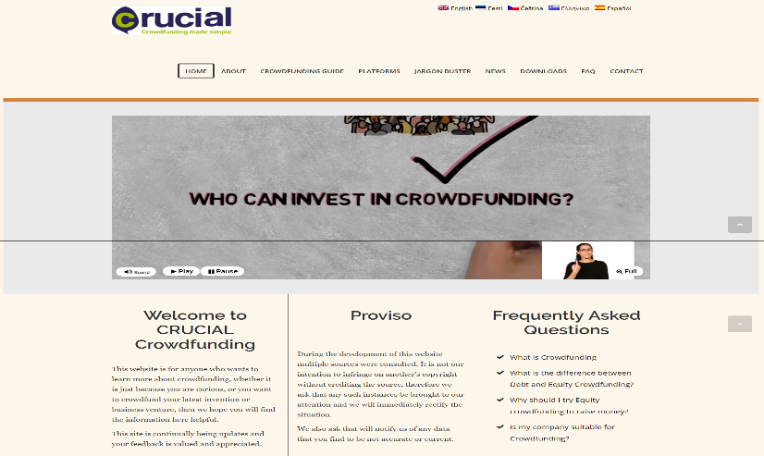 crucial
Crowdfunding made simple
English Eesti Čeština Ελληνικα Español
HOME ABOUT CROWDFUNDING GUIDE PLATFORMS JARGON BUSTER NEWS DOWNLOADS FAQ CONTACT
WHO CAN INVEST IN CROWDFUNDING?
Sound Play Pause Full
Welcome to
CRUCIAL
Crowdfunding
This website is for anyone who wants to
learn more about crowdfunding, whether it
is just because you are curious, or you want
to crowdfund your latest invention or
business venture, then we hope you will find
the information here helpful.
This site is continually being updates and
your feedback is valued and appreciated.
Proviso
During the development of this website
multiple sources were consulted. It is not our
intention to infringe on another's copyright
without crediting the source, therefore we
ask that any such instances be brought to our
attention and we will immediately rectify the
situation.
We also ask that will notify us of any data
that you find to be not accurate or current.
Frequently Asked
Questions
What is Crowdfunding
What is the difference between
Debt and Equity Crowdfunding?
Why should I try Equity
crowdfunding to raise money?
Is my company suitable for
Crowdfunding?